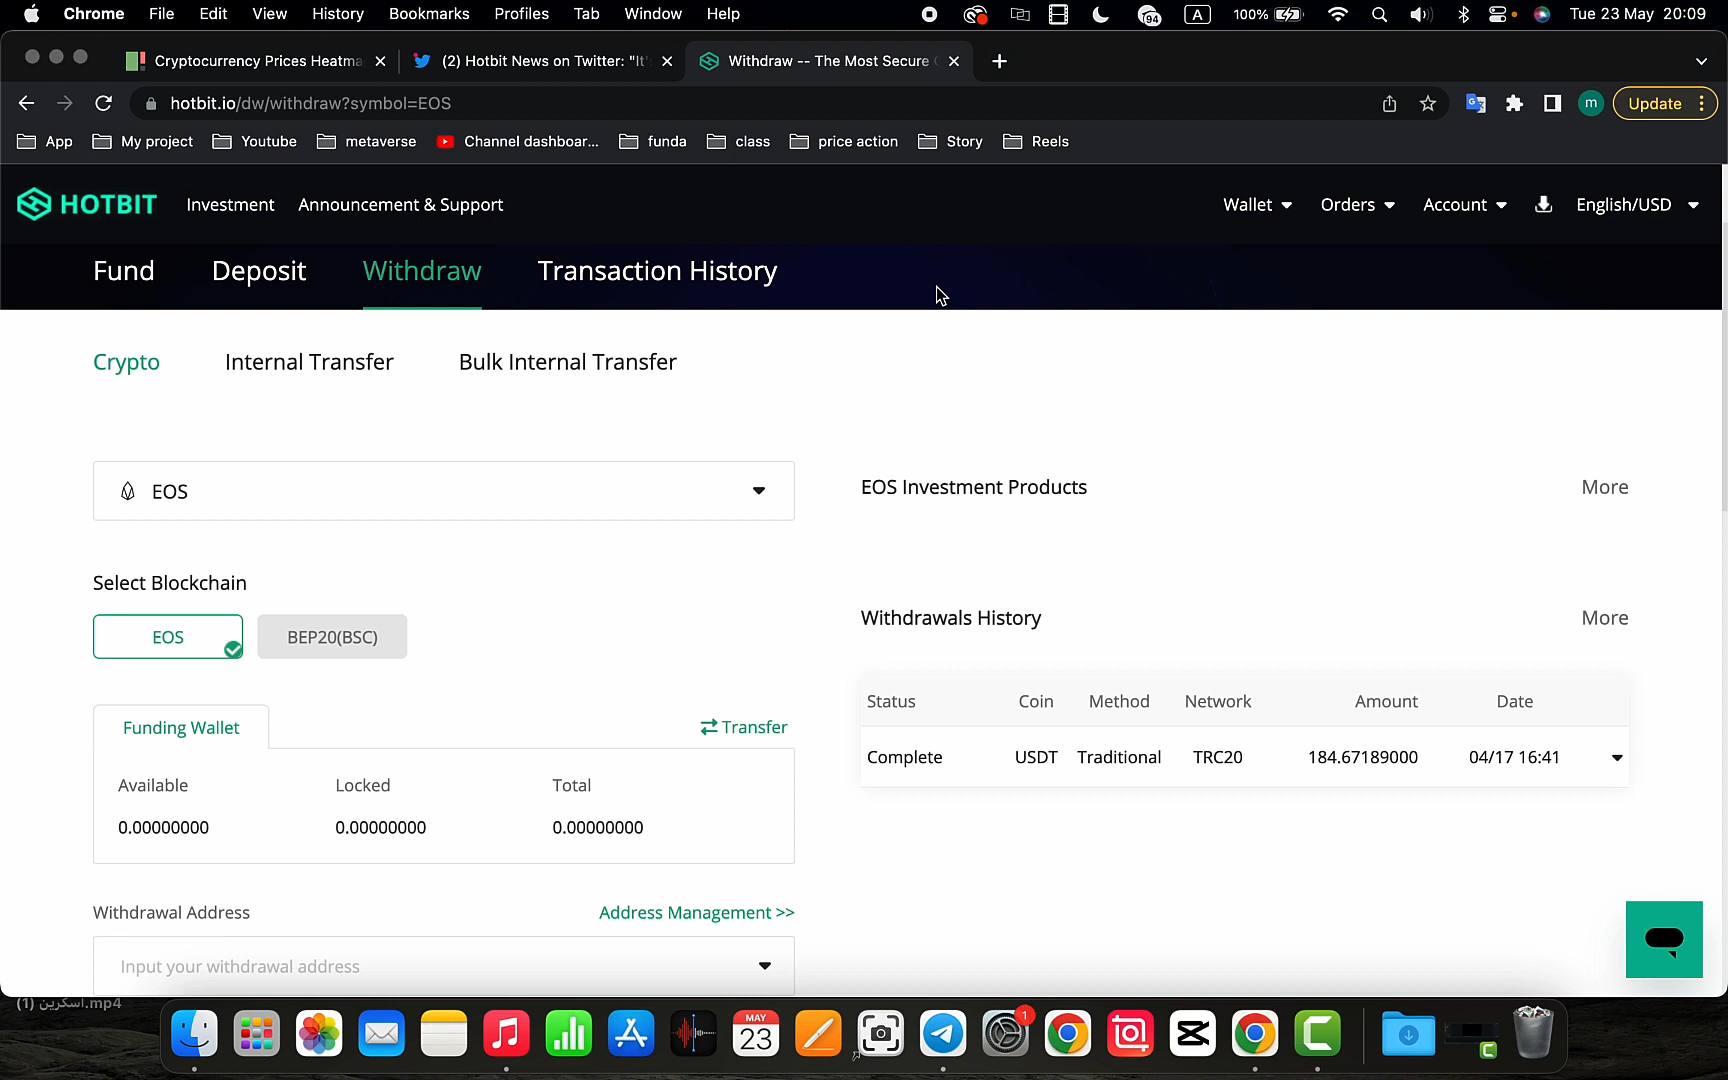 Chrome File Edit View History Bookmarks Profiles Tab Window Help 94 A 100% Tue 23 May 20:09
Cryptocurrency Prices Heatma (2) Hotbit News on Twitter: "It' Withdraw -- The Most Secure
hotbit.io/dw/withdraw?symbol=EOS m Update
App My project Youtube metaverse Channel dashboar... funda class price action Story Reels
HOTBIT Investment Announcement & Support Wallet Orders Account English/USD
Fund Deposit Withdraw Transaction History
Crypto Internal Transfer Bulk Internal Transfer
EOS
EOS Investment Products More
Select Blockchain
EOS BEP20(BSC)
Withdrawals History More
Status Coin Method Network Amount Date
Complete USDT Traditional TRC20 184.67189000 04/17 16:41
Funding Wallet Transfer
Available Locked Total
0.00000000 0.00000000 0.00000000
Withdrawal Address Address Management >>
Input your withdrawal address
اسکرین (1).mp4
MAY
23
1